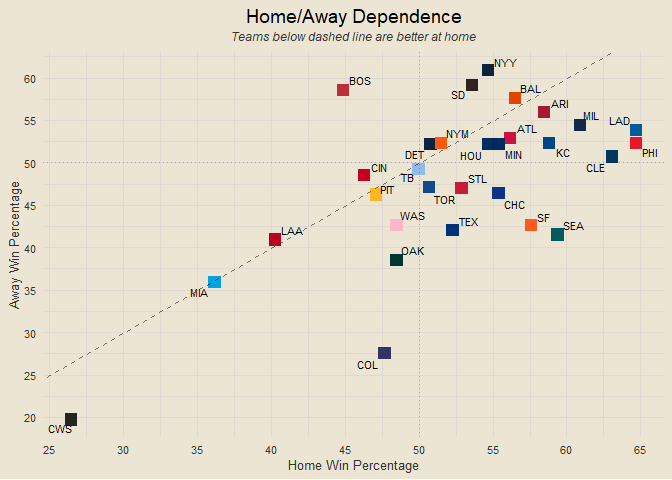 Home/Away Dependence
Teams below dashed line are better at home
Away Win Percentage
60
55
50
45
40
35
30
25
20
NYY
SD
BOS
BAL
ARI
MIL
LAD
NYM
ATL
DET
HOU
MIN
KC
PHI
CLE
CIN
TB
PIT
TOR
STL
CHC
WAS
TEX
SF
SEA
LAA
OAK
MIA
COL
CWS
25
30
35
40
45
50
55
60
65
Home Win Percentage